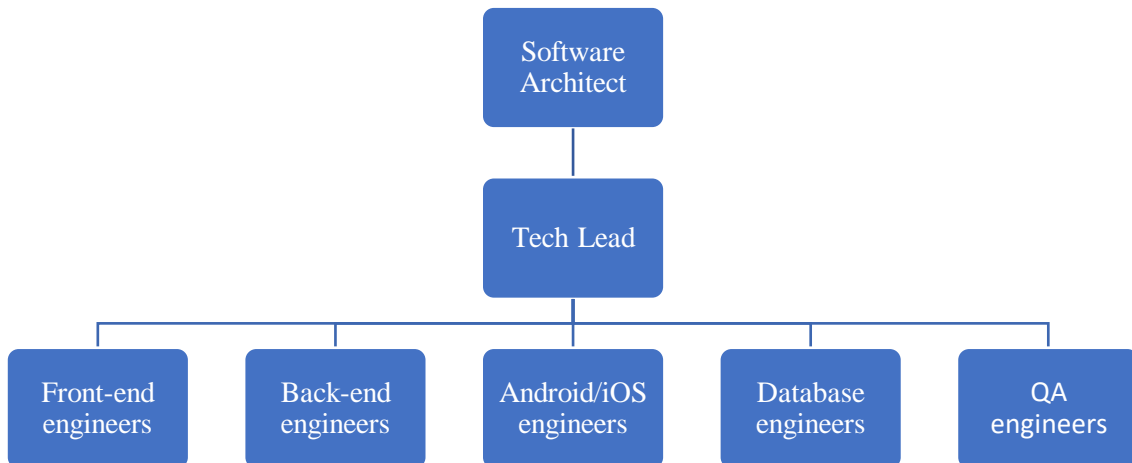 Software
Architect
Tech Lead
Front-end
engineers
Back-end
engineers
Android/iOS
engineers
Database
engineers
QA
engineers